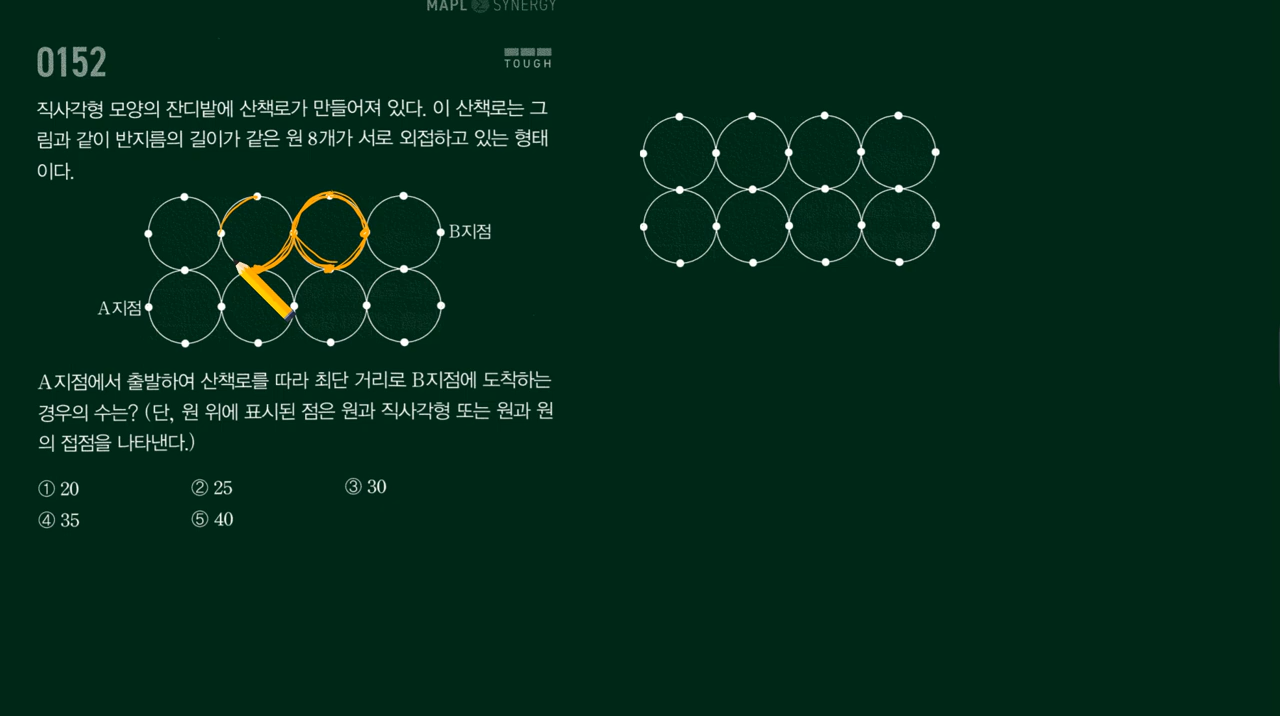 MAPL SYNERGY
0152
TOUGH
직사각형 모양의 잔디밭에 산책로가 만들어져 있다. 이 산책로는 그
림과 같이 반지름의 길이가 같은 원 8개가 서로 외접하고 있는 형태
이다.
B지점
A지점
A지점에서 출발하여 산책로를 따라 최단 거리로 B지점에 도착하는
경우의 수는? (단, 원 위에 표시된 점은 원과 직사각형 또는 원과 원
의 접점을 나타낸다.)
① 20 ② 25 ③ 30
④ 35 ⑤ 40